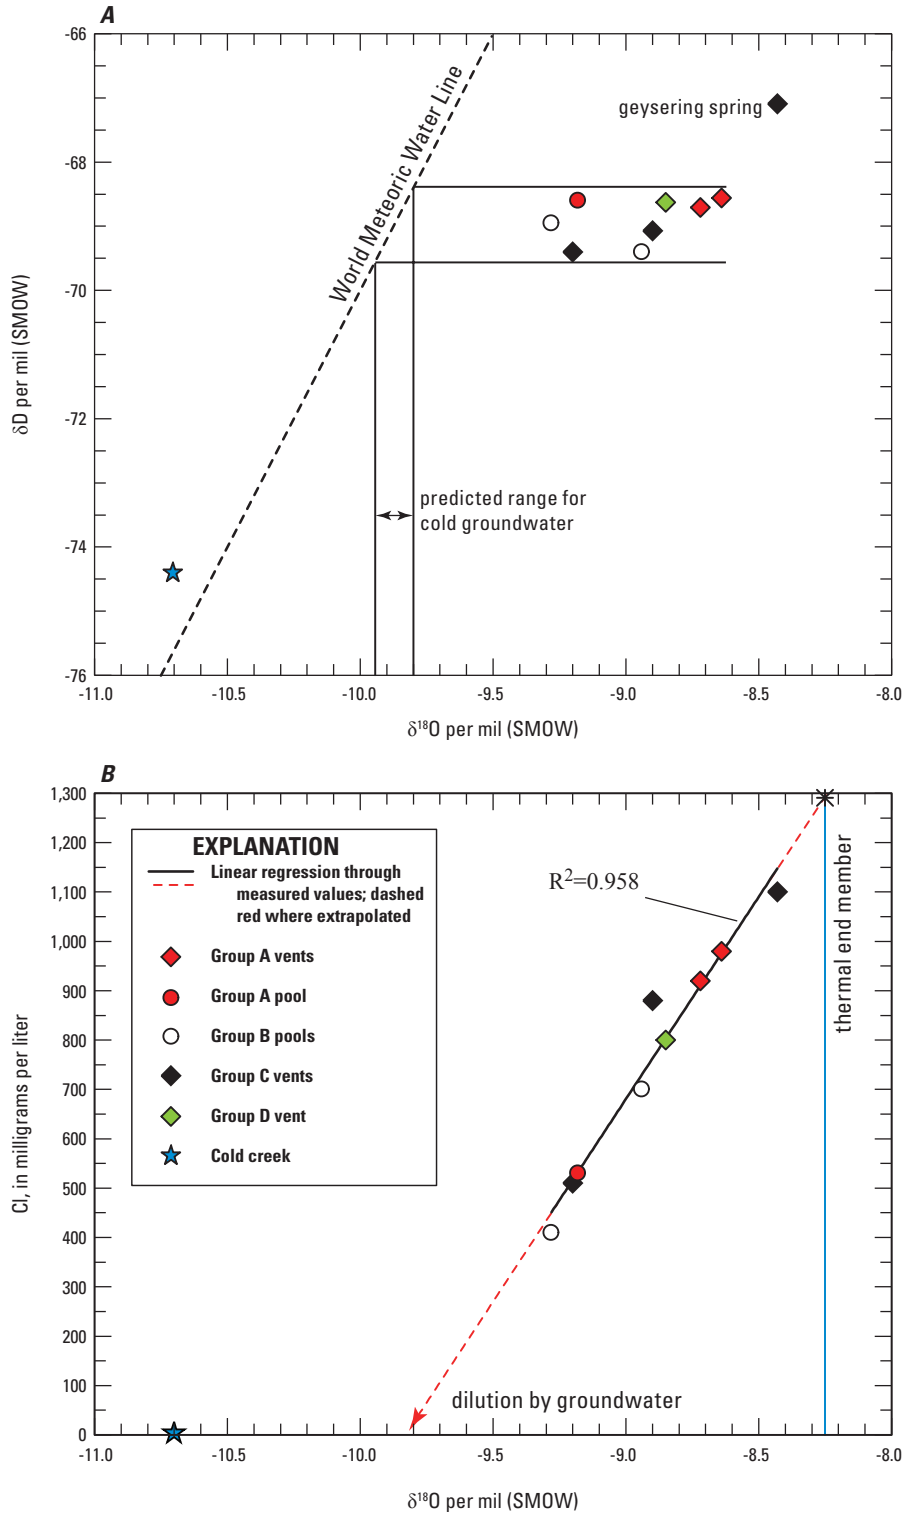 A
-66
-68
-70
-72
-74
-76
δD per mil (SMOW)
World Meteoric Water Line
geysering spring
predicted range for
cold groundwater
-11.0
-10.5
-10.0
-9.5
-9.0
-8.5
-8.0
δ18O per mil (SMOW)
B
1,300
1,200
1,100
1,000
900
800
700
600
500
400
300
200
100
0
Cl, in milligrams per liter
EXPLANATION
Linear regression through
measured values; dashed
red where extrapolated
Group A vents
Group A pool
Group B pools
Group C vents
Group D vent
Cold creek
R2=0.958
thermal end member
dilution by groundwater
-11.0
-10.5
-10.0
-9.5
-9.0
-8.5
-8.0
δ18O per mil (SMOW)